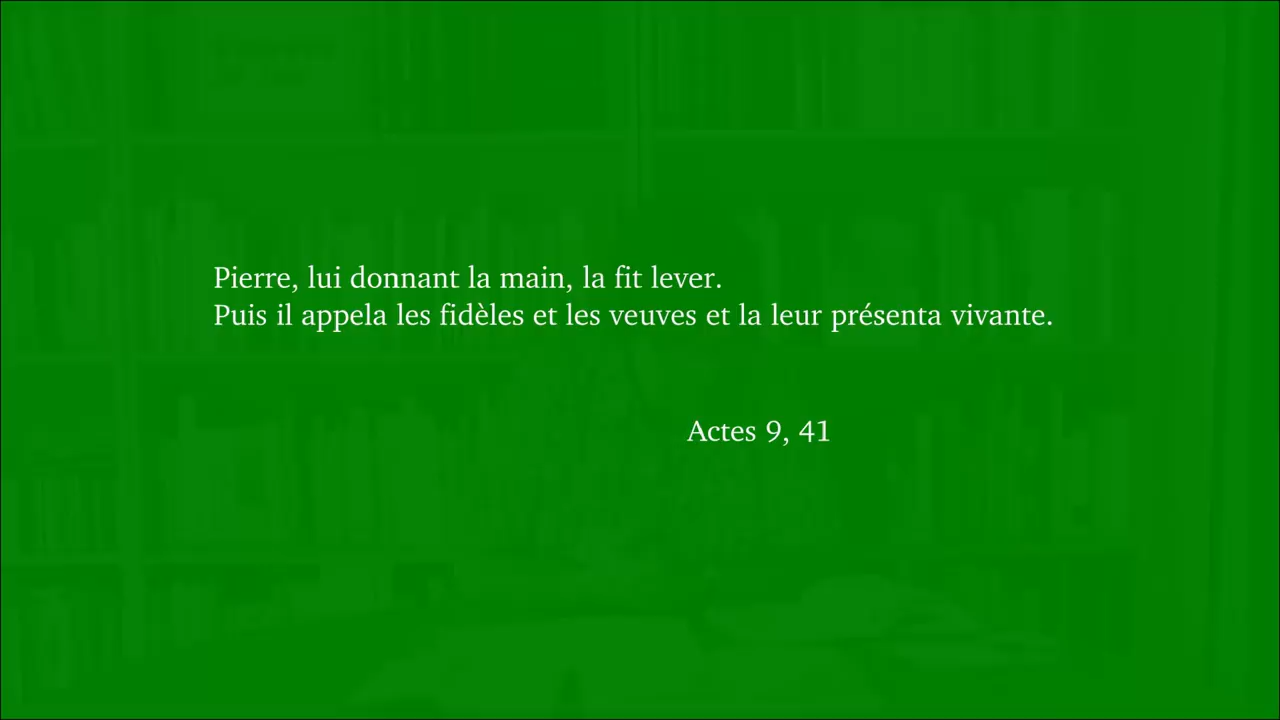 Pierre, lui donnant la main, la fit lever.
Puis il appela les fidèles et les veuves et la leur présenta vivante.
Actes 9, 41